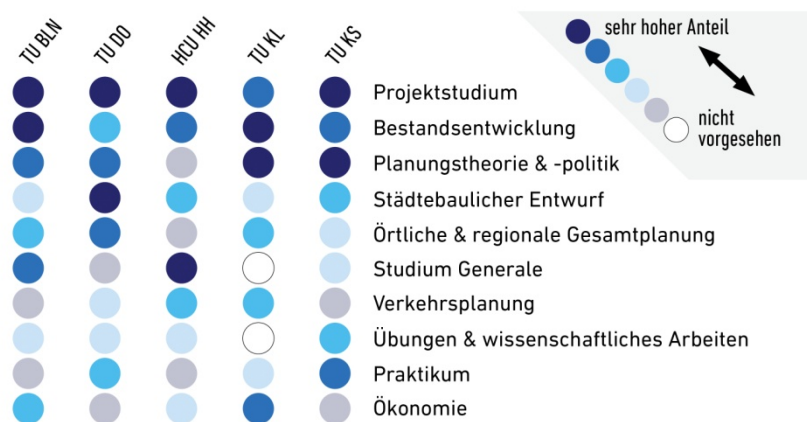 TU BLN
TU DO
HCU HH
TU KL
TU KS
sehr hoher Anteil
nicht
vorgesehen
Projektstudium
Bestandsentwicklung
Planungstheorie & -politik
Städtebaulicher Entwurf
Örtliche & regionale Gesamtplanung
Studium Generale
Verkehrsplanung
Übungen & wissenschaftliches Arbeiten
Praktikum
Ökonomie